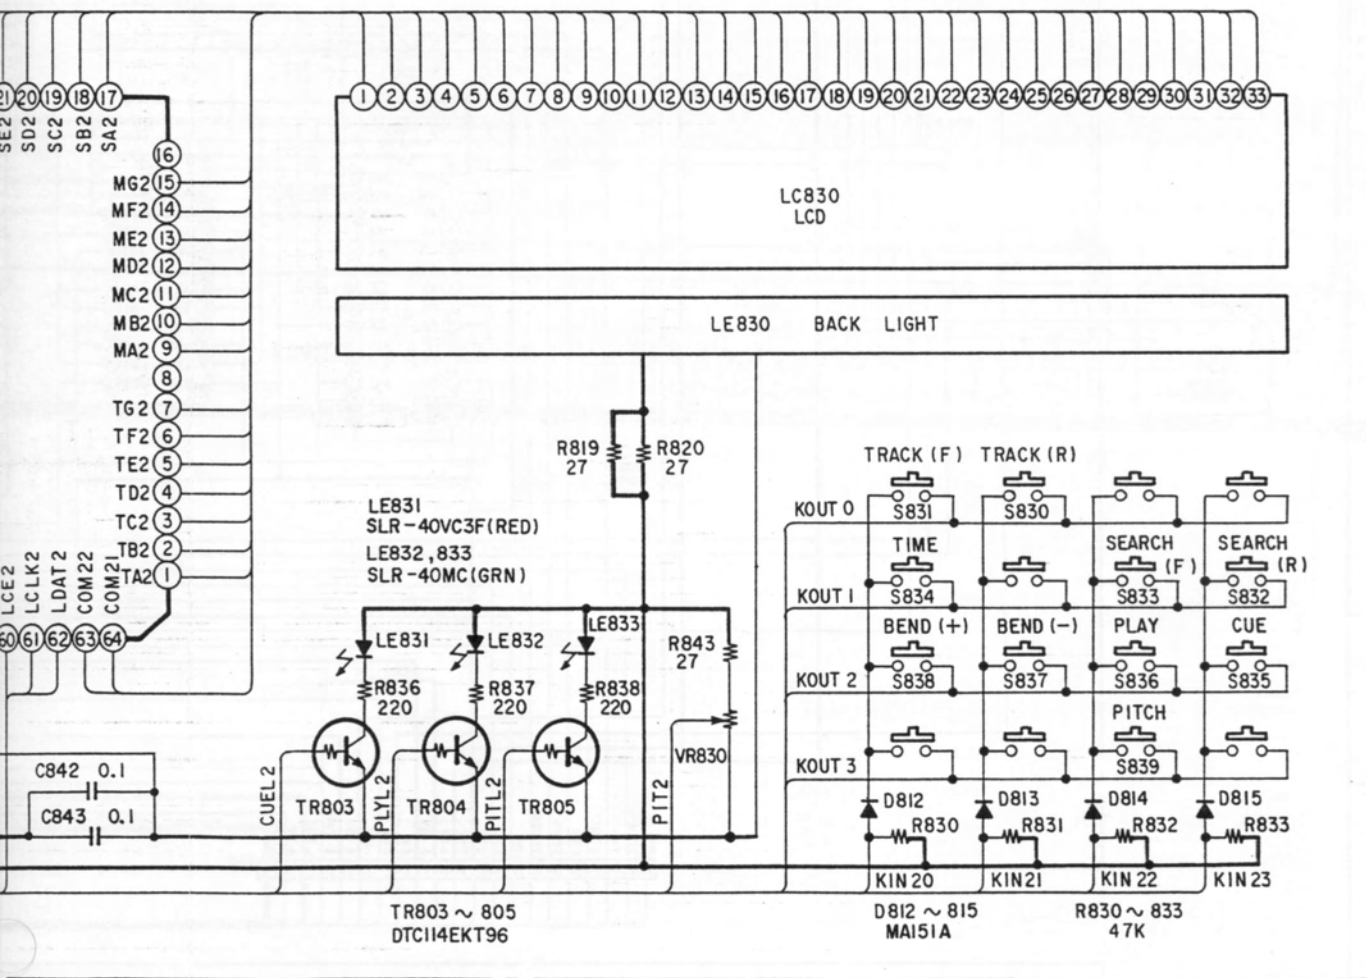 21 20 19 18 17
SE2 SD2 SC2 SB2 SA2
1 2 3 4 5 6 7 8 9 10 11 12 13 14 15 16 17 18 19 20 21 22 23 24 25 26 27 28 29 30 31 32 33
16
MG2 15
MF2 14
ME2 13
MD2 12
MC2 11
MB2 10
MA2 9
8
TG2 7
TF2 6
TE2 5
TD2 4
TC2 3
TB2 2
TA2 1
LCE2 LCLK2 LDAT2 COM22 COM21
60 61 62 63 64
LC830
LCD
LE830 BACK LIGHT
R819
27
R820
27
LE831
SLR-40VC3F(RED)
LE832,833
SLR-40MC(GRN)
LE831
LE832
LE833
R836
220
R837
220
R838
220
R843
27
VR830
TR803
TR804
TR805
CUEL2
PLYL2
PITL2
PIT2
C842 0.1
C843 0.1
TR803~805
DTC114EKT96
TRACK(F) TRACK(R)
KOUT 0
S831
S830
TIME
SEARCH (F)
SEARCH (R)
KOUT 1
S834
S833
S832
BEND(+)
BEND(-)
PLAY
CUE
KOUT 2
S838
S837
S836
S835
PITCH
KOUT 3
S839
D812
D813
D814
D815
R830
R831
R832
R833
KIN20
KIN21
KIN22
KIN23
D812~815
MA151A
R830~833
47K